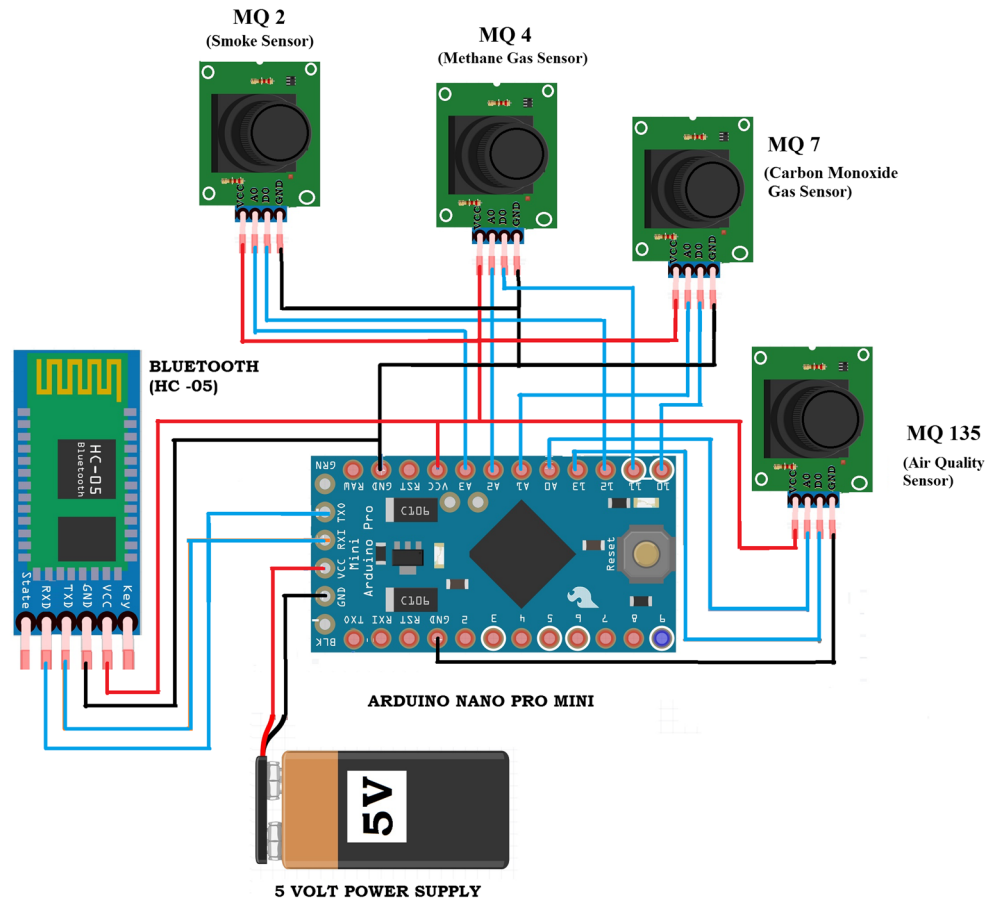 MQ 2
(Smoke Sensor)
MQ 4
(Methane Gas Sensor)
MQ 7
(Carbon Monoxide
Gas Sensor)
VCC
A0
D0
GND
VCC
A0
D0
GND
VCC
A0
D0
GND
BLUETOOTH
(HC -05)
HC-05
Bluetooth
MQ 135
(Air Quality
Sensor)
VCC
A0
D0
GND
State
RXD
TXD
GND
VCC
Key
GRN
RAW
GND
RST
VCC
A3
A2
A1
A0
13
12
11
10
TXO
RXI
VCC
GND
BLK
C106
C106
Mini
Arduino Pro
Reset
TXO
RXI
RST
GND
2
3
4
5
6
7
8
9
ARDUINO NANO PRO MINI
5V
5 VOLT POWER SUPPLY